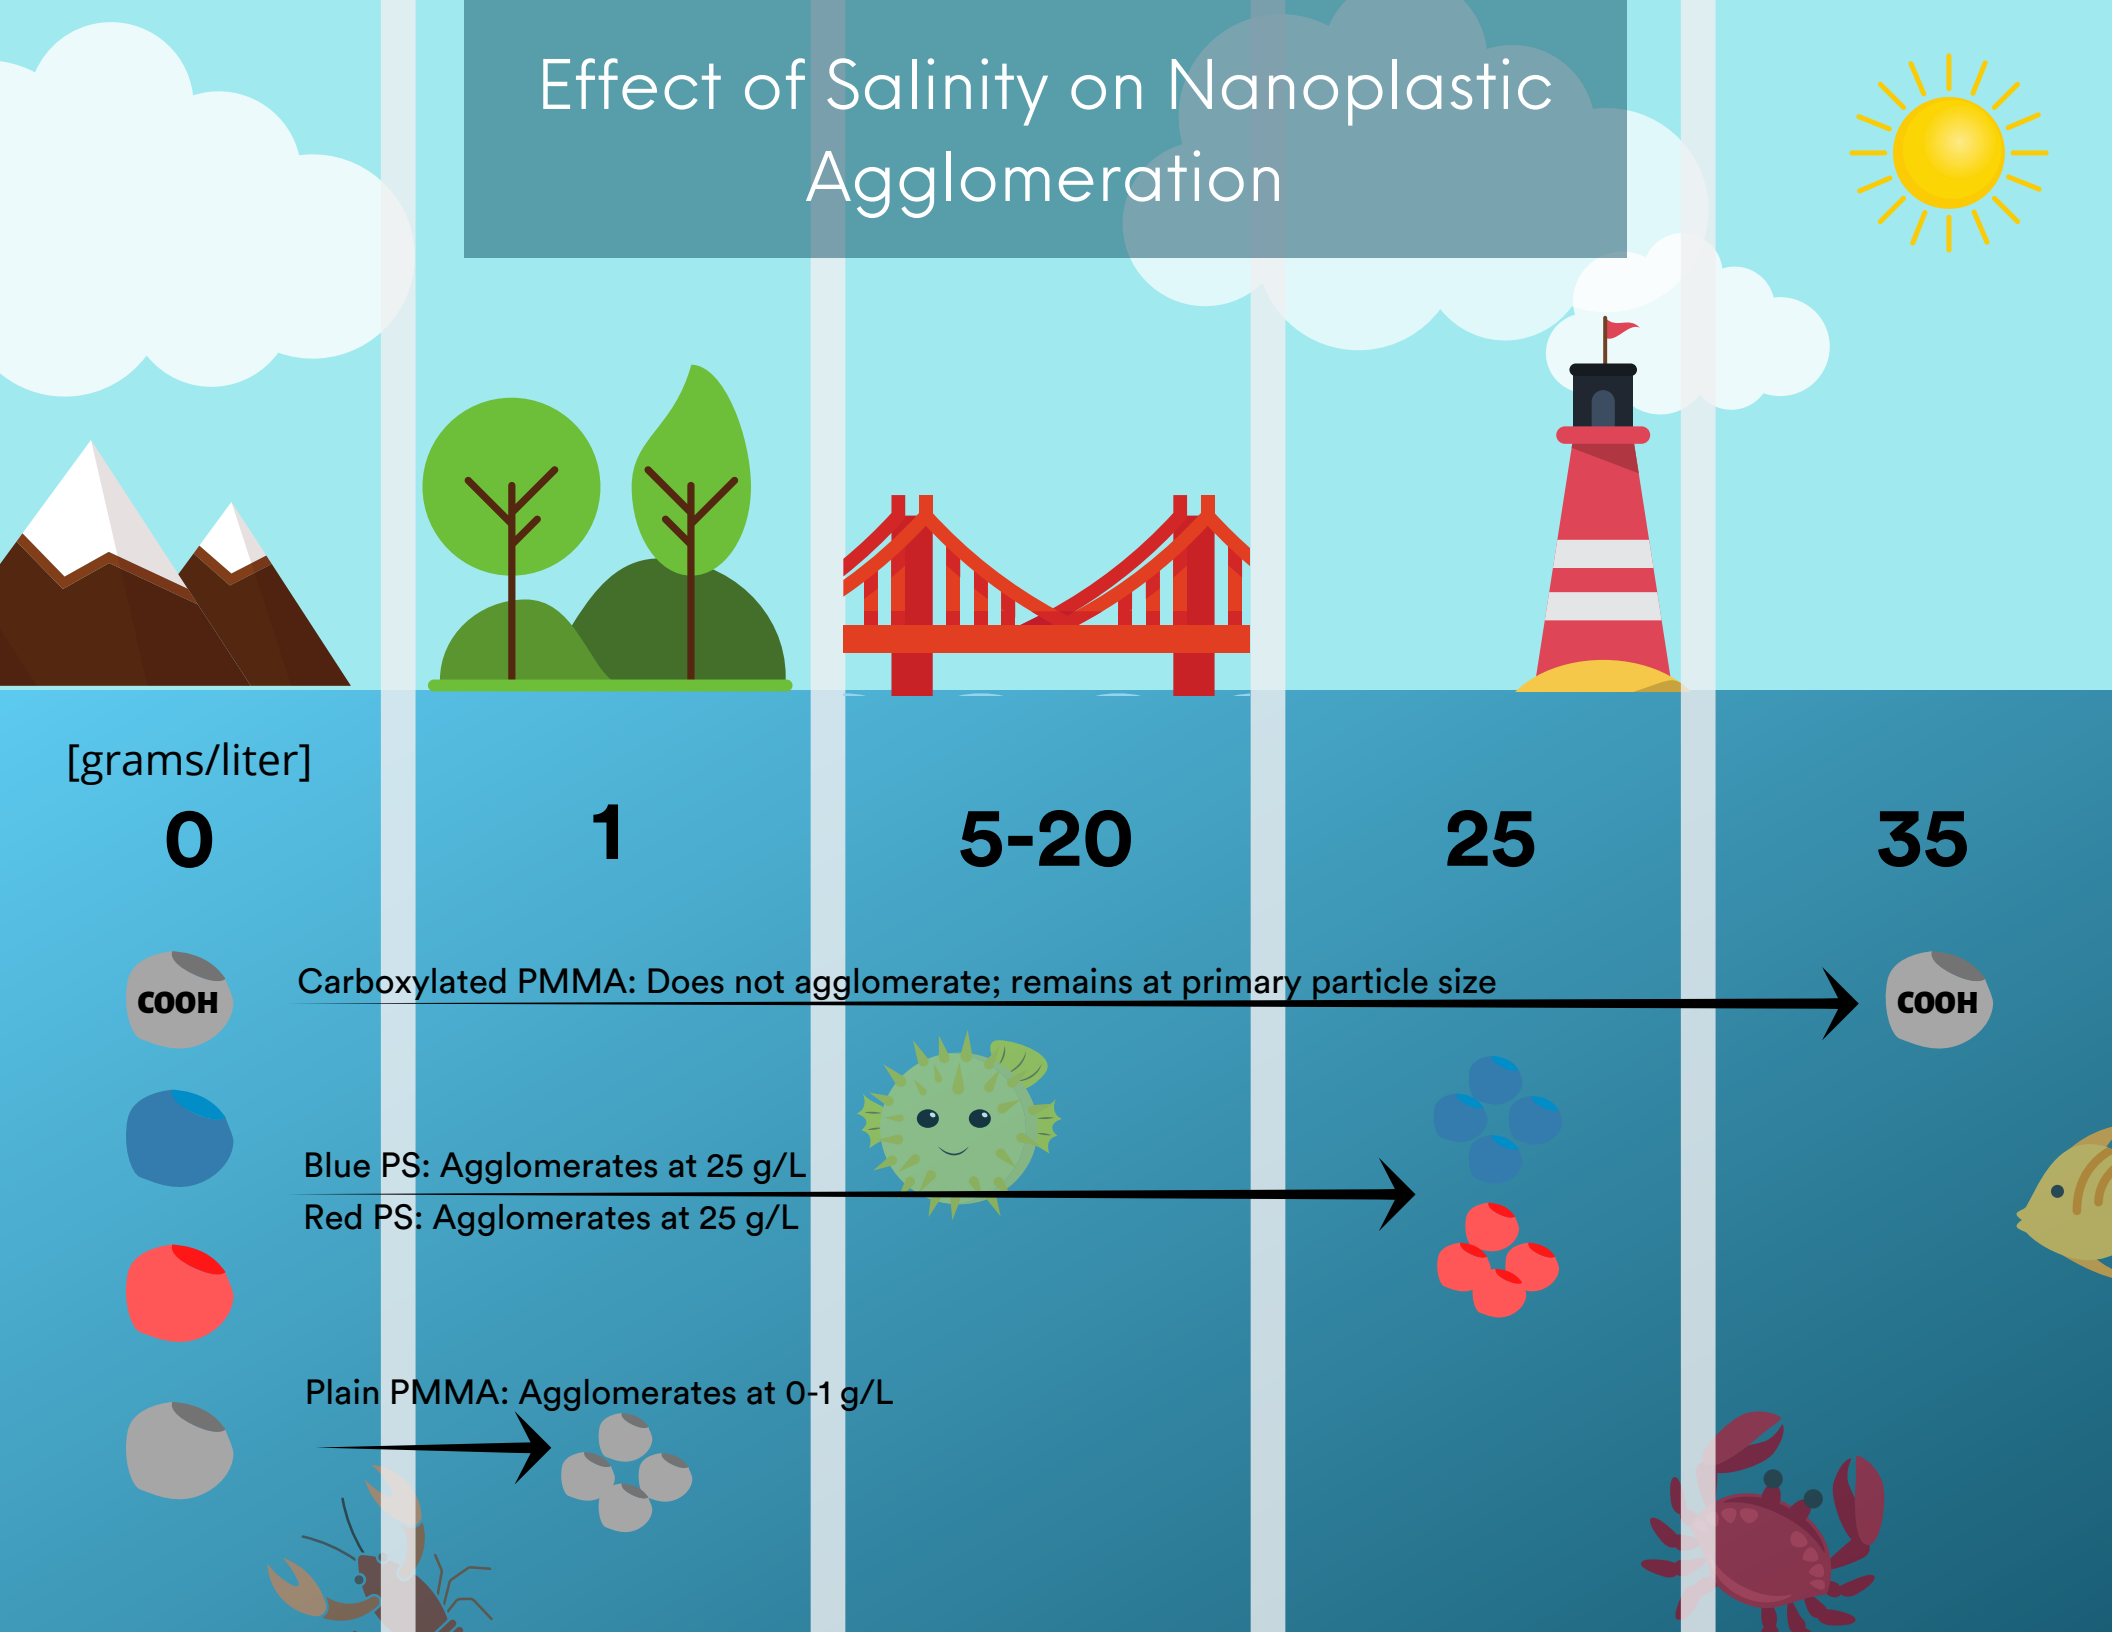 Effect of Salinity on Nanoplastic
Agglomeration
[grams/liter]
0
1
5-20
25
35
Carboxylated PMMA: Does not agglomerate; remains at primary particle size
COOH
COOH
Blue PS: Agglomerates at 25 g/L
Red PS: Agglomerates at 25 g/L
Plain PMMA: Agglomerates at 0-1 g/L